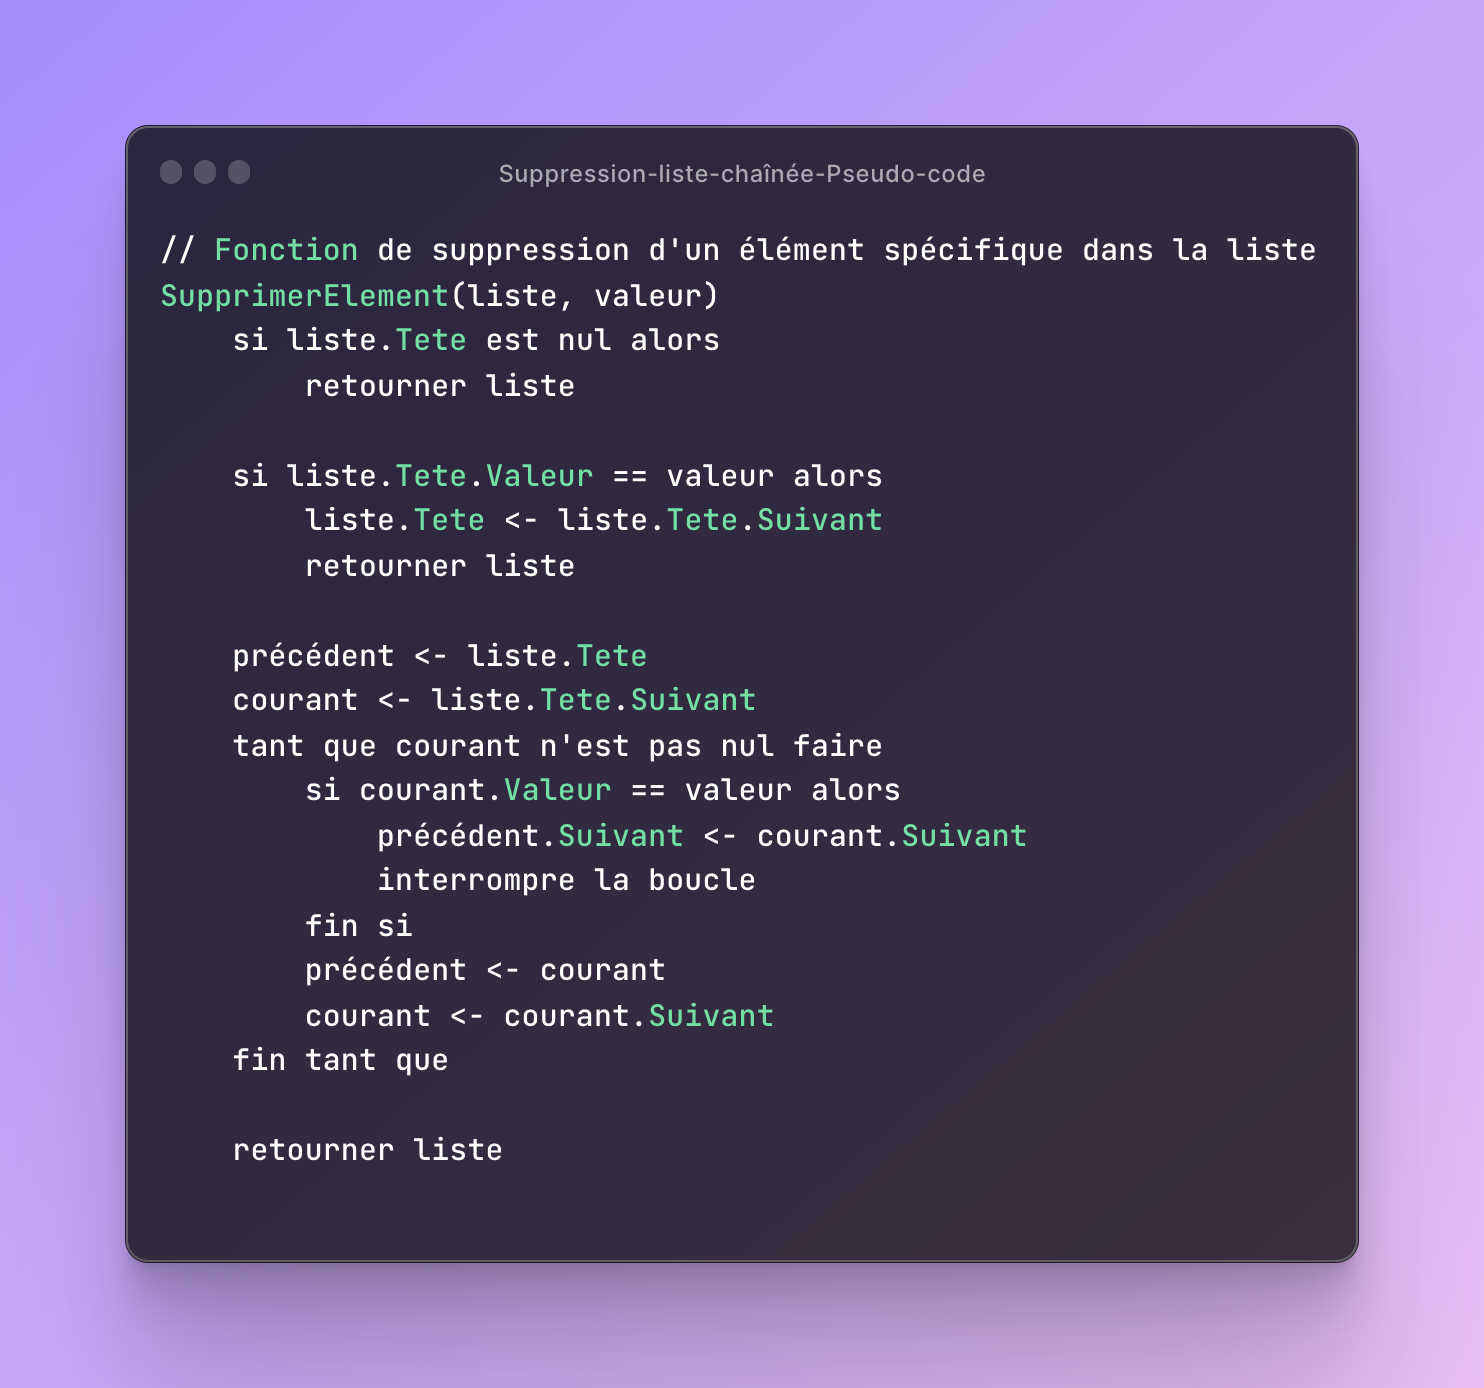 Suppression-liste-chaînée-Pseudo-code
// Fonction de suppression d'un élément spécifique dans la liste
SupprimerElement(liste, valeur)
    si liste.Tete est nul alors
        retourner liste

    si liste.Tete.Valeur == valeur alors
        liste.Tete <- liste.Tete.Suivant
        retourner liste

    précédent <- liste.Tete
    courant <- liste.Tete.Suivant
    tant que courant n'est pas nul faire
        si courant.Valeur == valeur alors
            précédent.Suivant <- courant.Suivant
            interrompre la boucle
        fin si
        précédent <- courant
        courant <- courant.Suivant
    fin tant que

    retourner liste